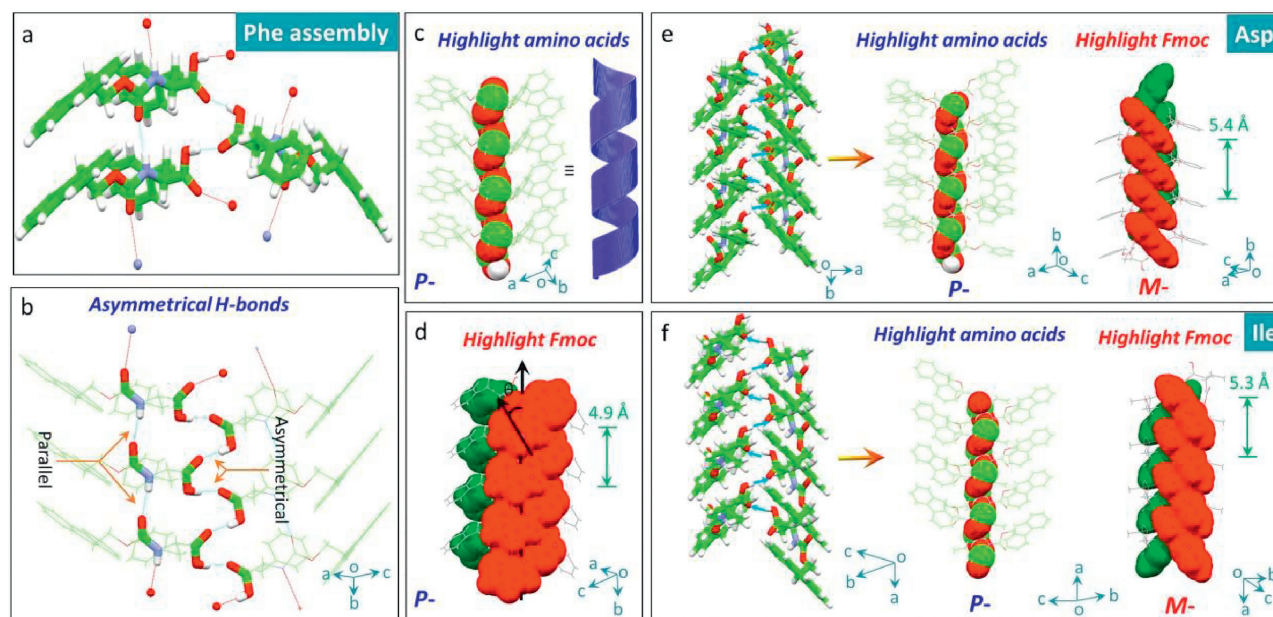 a
Phe assembly
b
Asymmetrical H-bonds
Parallel
Asymmetrical
a
o
c
b
c
Highlight amino acids
≡
P-
c
a
o
b
d
Highlight Fmoc
θ
4.9 Å
P-
a
o
c
b
e
Asp
Highlight amino acids
Highlight Fmoc
5.4 Å
o
a
b
P-
b
o
a
c
M-
b
c
o
a
f
Ile
Highlight amino acids
Highlight Fmoc
5.3 Å
c
o
b
a
P-
a
c
b
o
M-
o
b
c
a